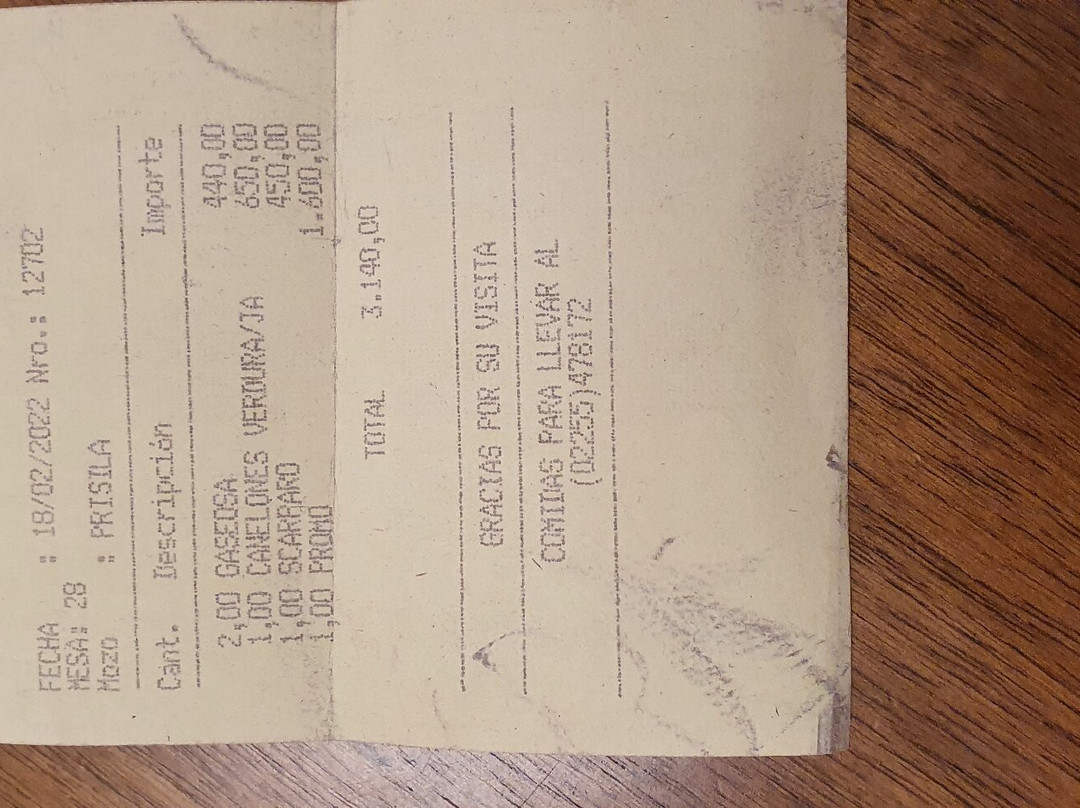 FECHA : 18/02/2022 Nro.: 12702
MESA: 28
Mozo : PRISILA
Cant. Descripción Importe
2,00 GASEOSA 440,00
1,00 CANELONES VERDURA/JA 650,00
1,00 SCARPARO 450,00
1,00 PROMO 1.600,00
TOTAL 3.140,00
GRACIAS POR SU VISITA
COMIDAS PARA LLEVAR AL
(02255)478172